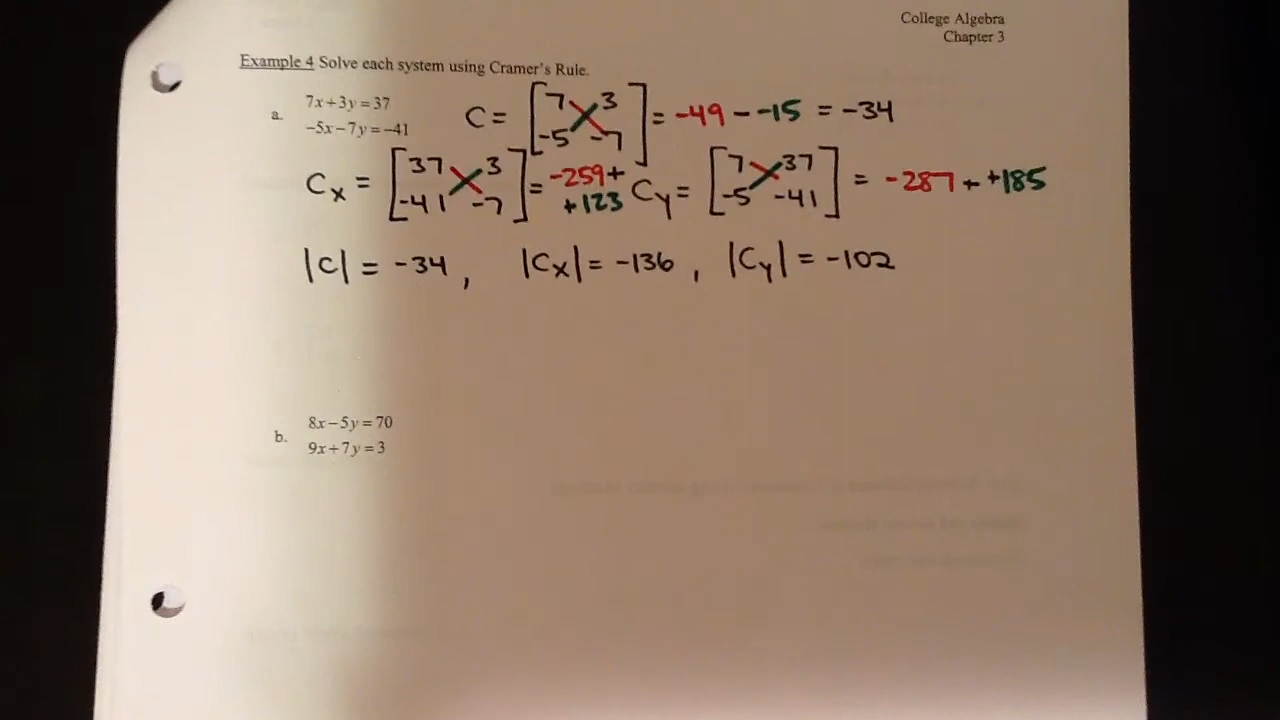 College Algebra
Chapter 3
Example 4 Solve each system using Cramer's Rule.
a.
7x+3y=37
-5x-7y=-41
C = [7 3
-5 -7] = -49 - -15 = -34
Cx = [37 3
-41 -7] = -259+
+123
Cy = [7 37
-5 -41] = -287 + +185
|C| = -34, |Cx| = -136, |Cy| = -102
b.
8x-5y=70
9x+7y=3